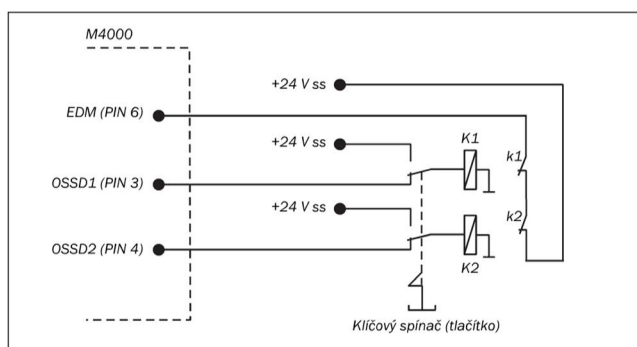 M4000
+24 V ss
EDM (PIN 6)
+24 V ss
K1
k1
OSSD1 (PIN 3)
+24 V ss
k2
OSSD2 (PIN 4)
K2
Klíčový spínač (tlačítko)